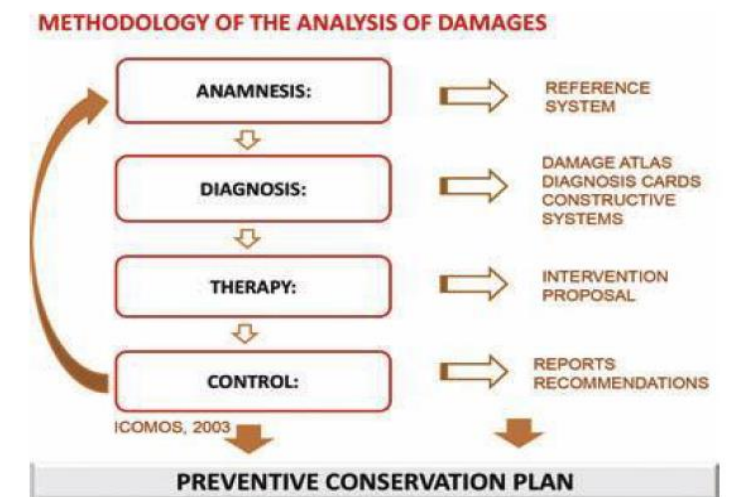 METHODOLOGY OF THE ANALYSIS OF DAMAGES
ANAMNESIS:
REFERENCE
SYSTEM
DIAGNOSIS:
DAMAGE ATLAS
DIAGNOSIS CARDS
CONSTRUCTIVE
SYSTEMS
THERAPY:
INTERVENTION
PROPOSAL
CONTROL:
REPORTS
RECOMMENDATIONS
ICOMOS, 2003
PREVENTIVE CONSERVATION PLAN